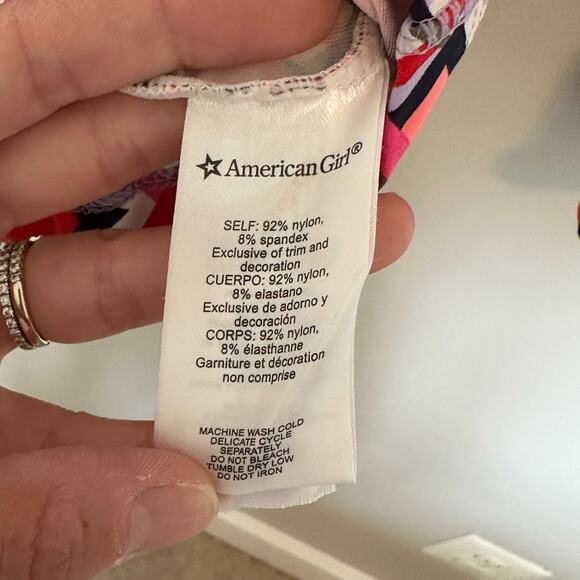 American Girl®
SELF: 92% nylon,
8% spandex
Exclusive of trim and
decoration
CUERPO: 92% nylon,
8% elastano
Exclusive de adorno y
decoración
CORPS: 92% nylon,
8% élasthanne
Garniture et décoration
non comprise
MACHINE WASH COLD
DELICATE CYCLE
SEPARATELY
DO NOT BLEACH
TUMBLE DRY LOW
DO NOT IRON